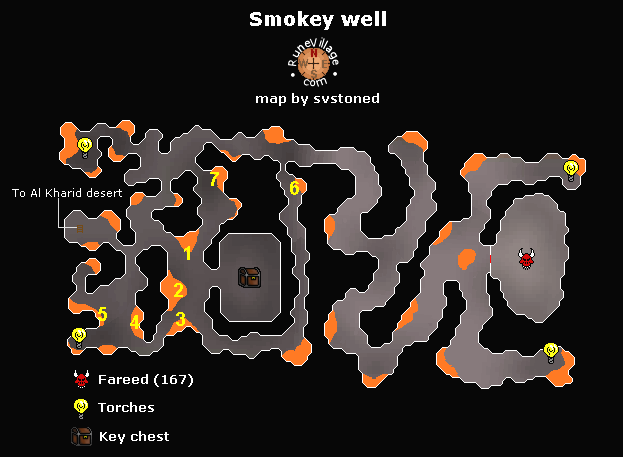 Smokey well
RuneVillage
N
W E
S
.com
map by svstoned
7
6
To Al Kharid desert
1
2
5
4
3
Fareed (167)
Torches
Key chest